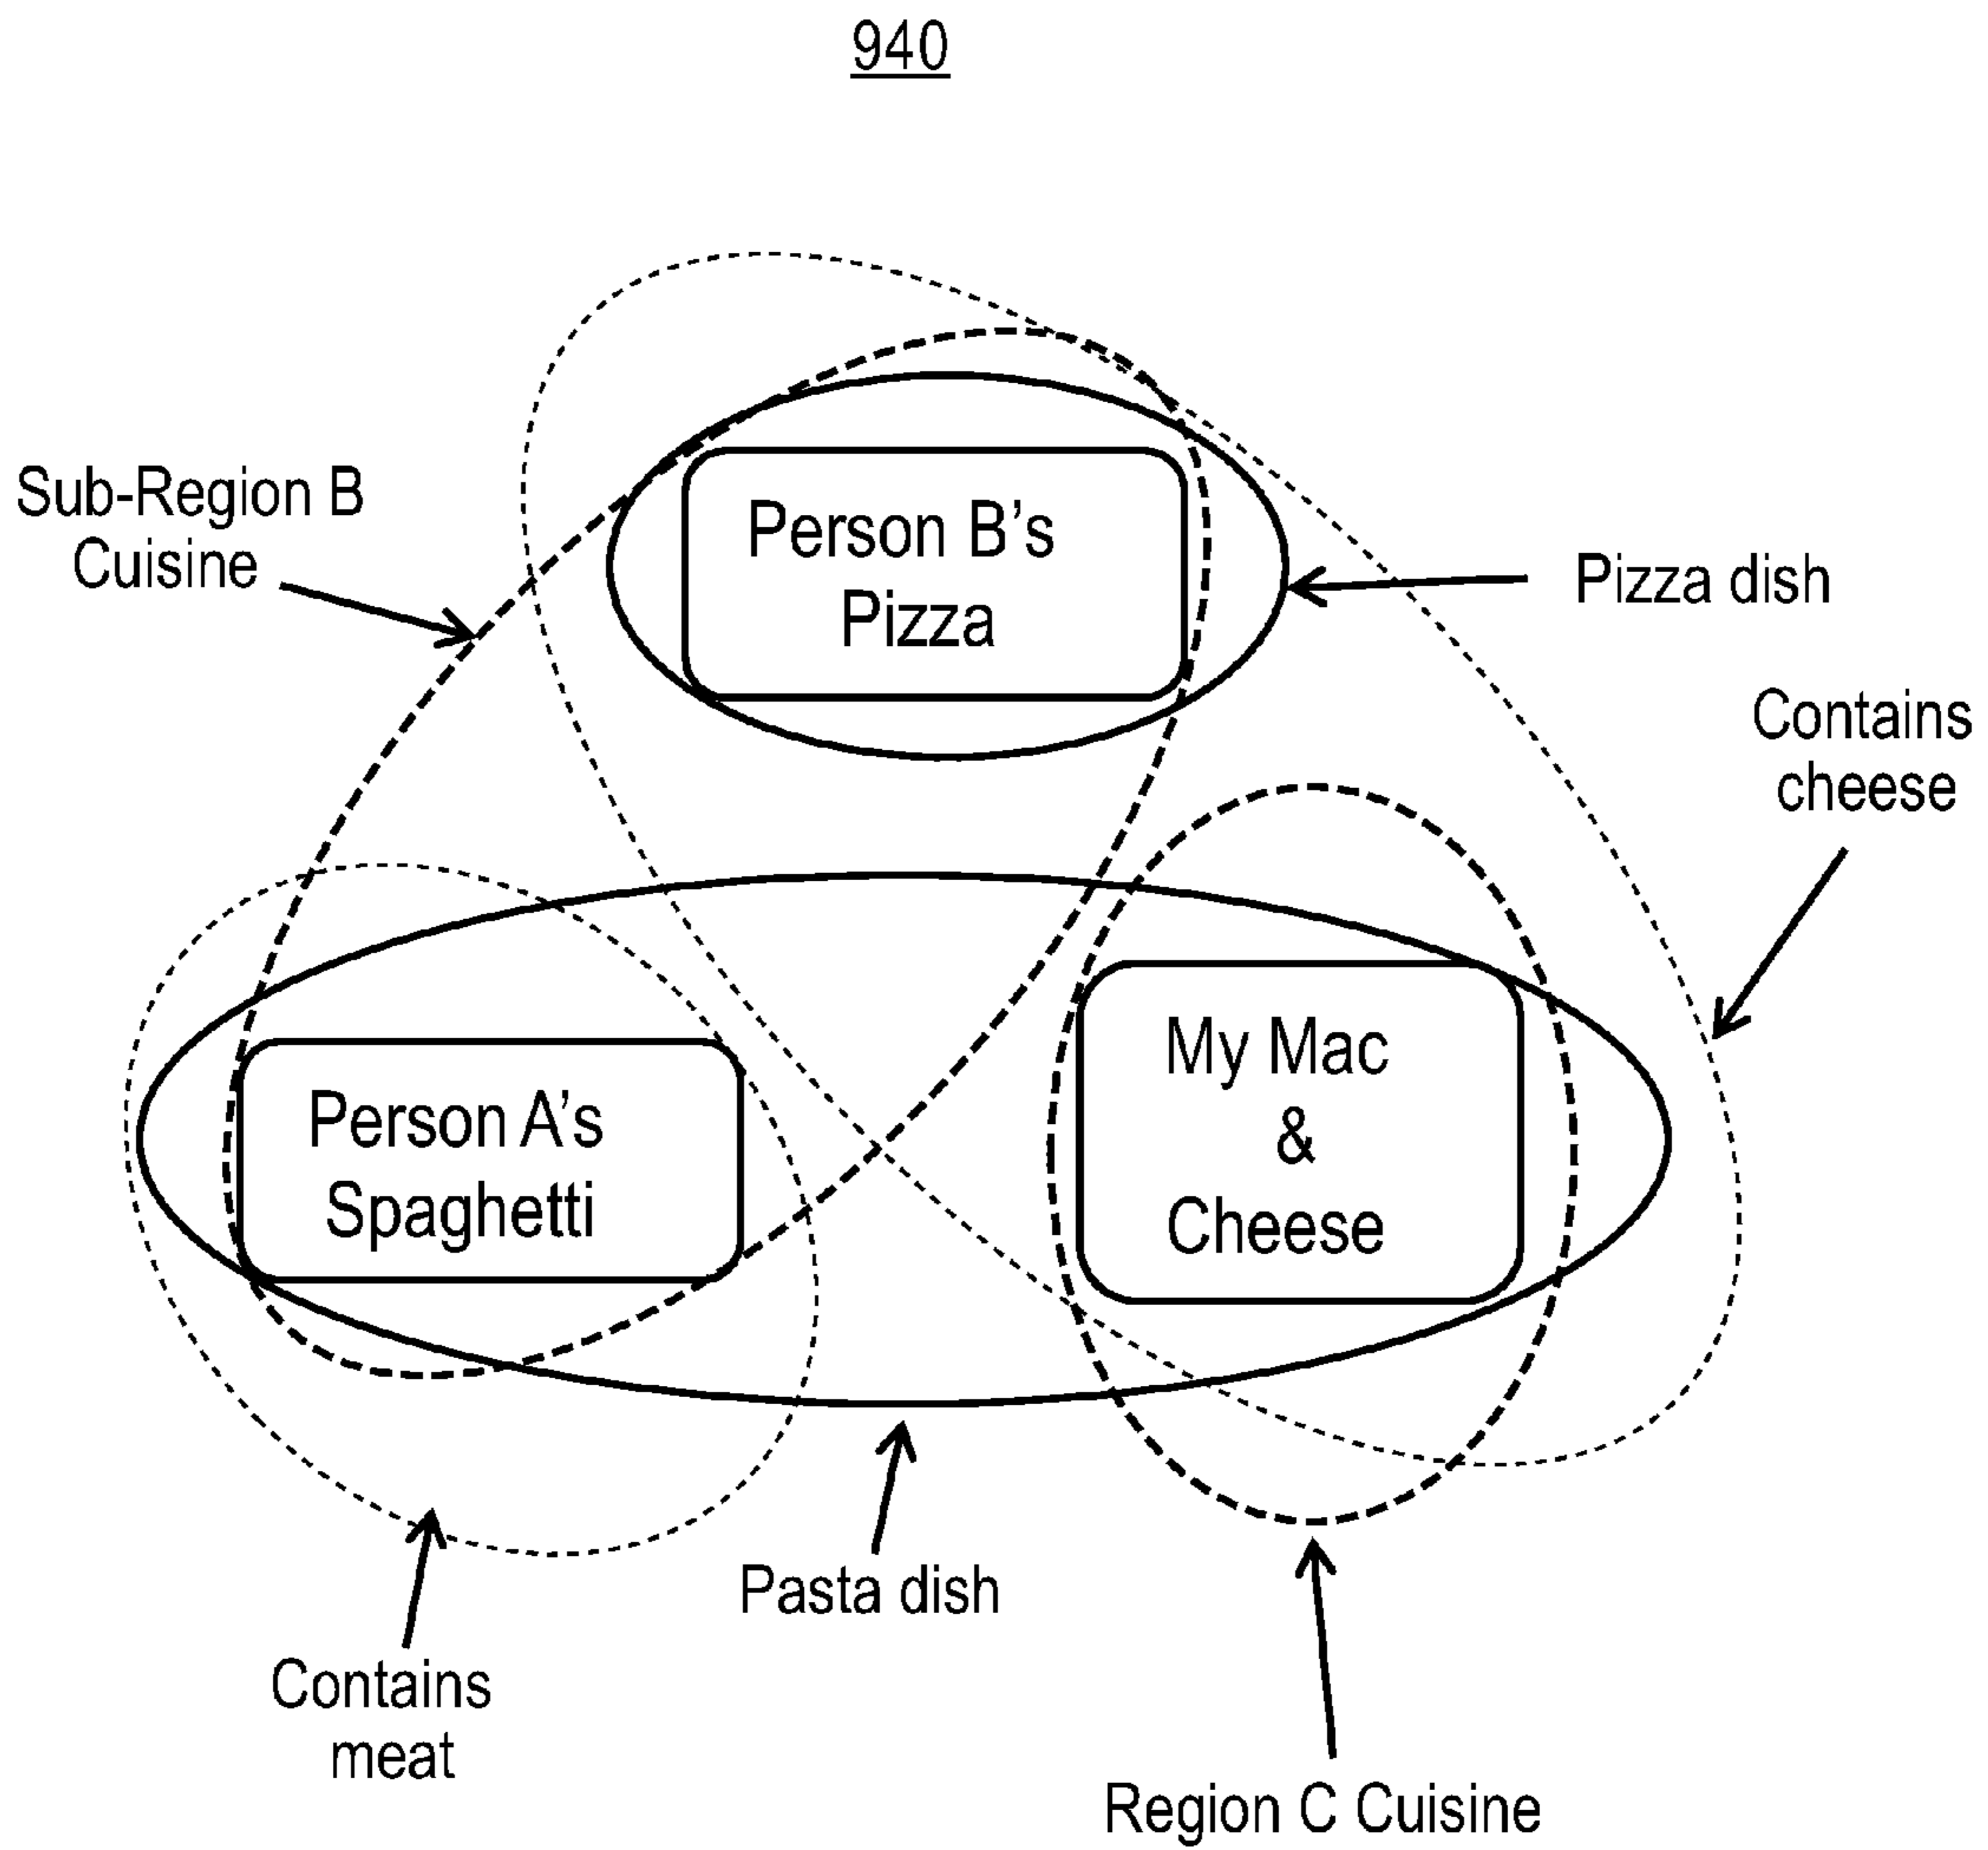 940
Sub-Region B
Cuisine
Person B's
Pizza
Pizza dish
Contains
cheese
Person A's
Spaghetti
My Mac
&
Cheese
Pasta dish
Contains
meat
Region C Cuisine